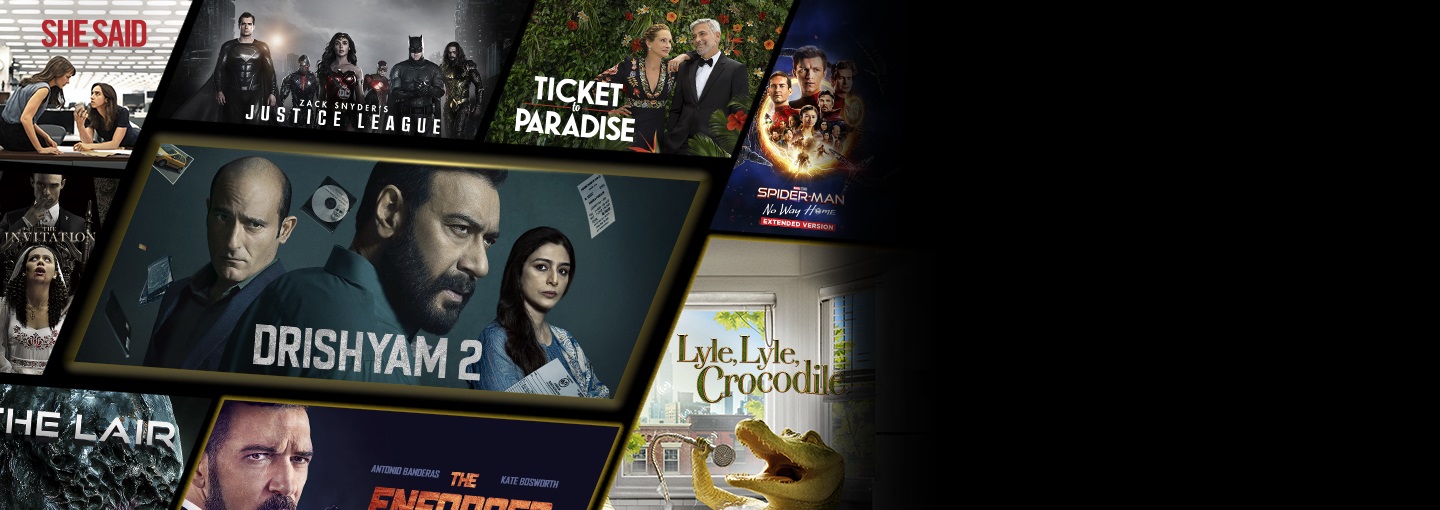 SHE SAID
ZACK SNYDER'S
JUSTICE LEAGUE
TICKET
to
PARADISE
SPIDER-MAN
No Way Home
EXTENDED VERSION
THE
INVITATION
DRISHYAM 2
Lyle, Lyle,
Crocodile
THE LAIR
ANTONIO BANDERAS
KATE BOSWORTH
THE
ENFORCER